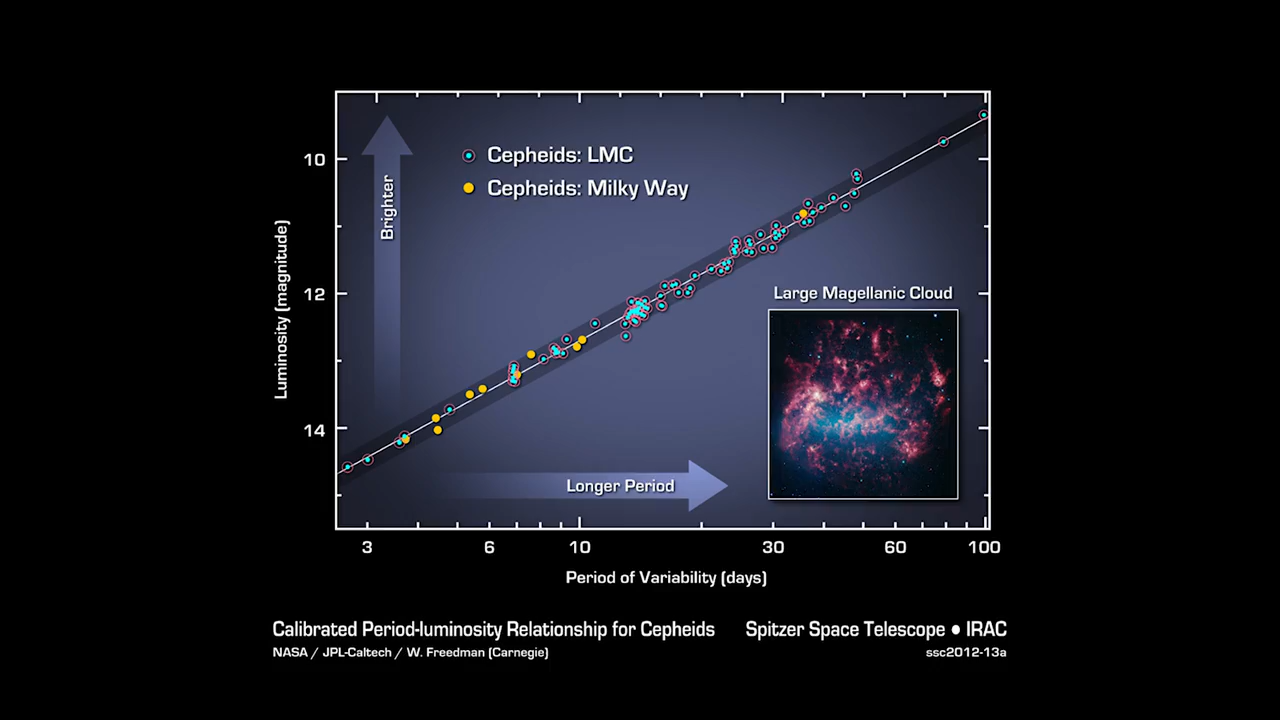 Cepheids: LMC
Cepheids: Milky Way
Brighter
Luminosity (magnitude)
10
12
14
Large Magellanic Cloud
Longer Period
3 6 10 30 60 100
Period of Variability (days)
Calibrated Period-luminosity Relationship for Cepheids
Spitzer Space Telescope • IRAC
NASA / JPL-Caltech / W. Freedman (Carnegie)
ssc2012-13a